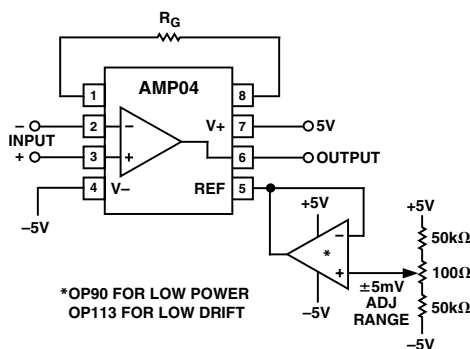 RG
AMP04
1
8
2
–
V+
7
5V
–
INPUT
+
3
+
6
OUTPUT
4
V–
REF
5
–5V
+5V
–
*
+
–5V
+5V
50kΩ
100Ω
50kΩ
–5V
±5mV
ADJ
RANGE
*OP90 FOR LOW POWER
OP113 FOR LOW DRIFT